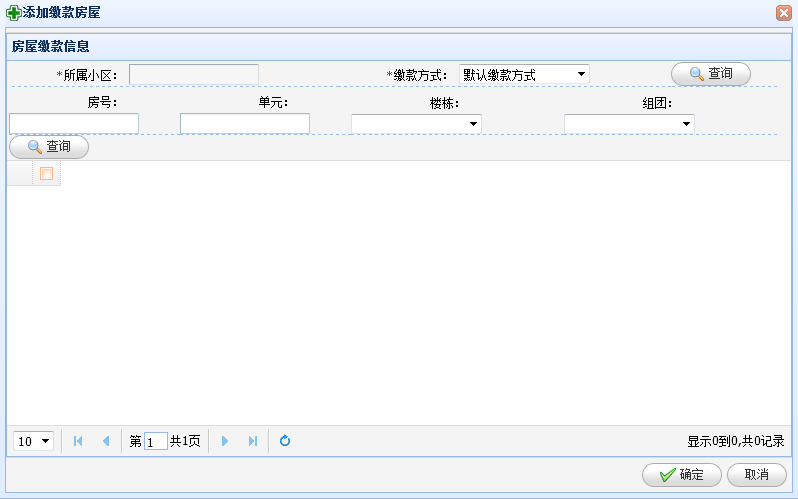 添加缴款房屋
房屋缴款信息
*所属小区： *缴款方式： 默认缴款方式 查询
房号： 单元： 楼栋： 组团：
查询
10 第 1 共1页 显示0到0,共0记录
确定 取消